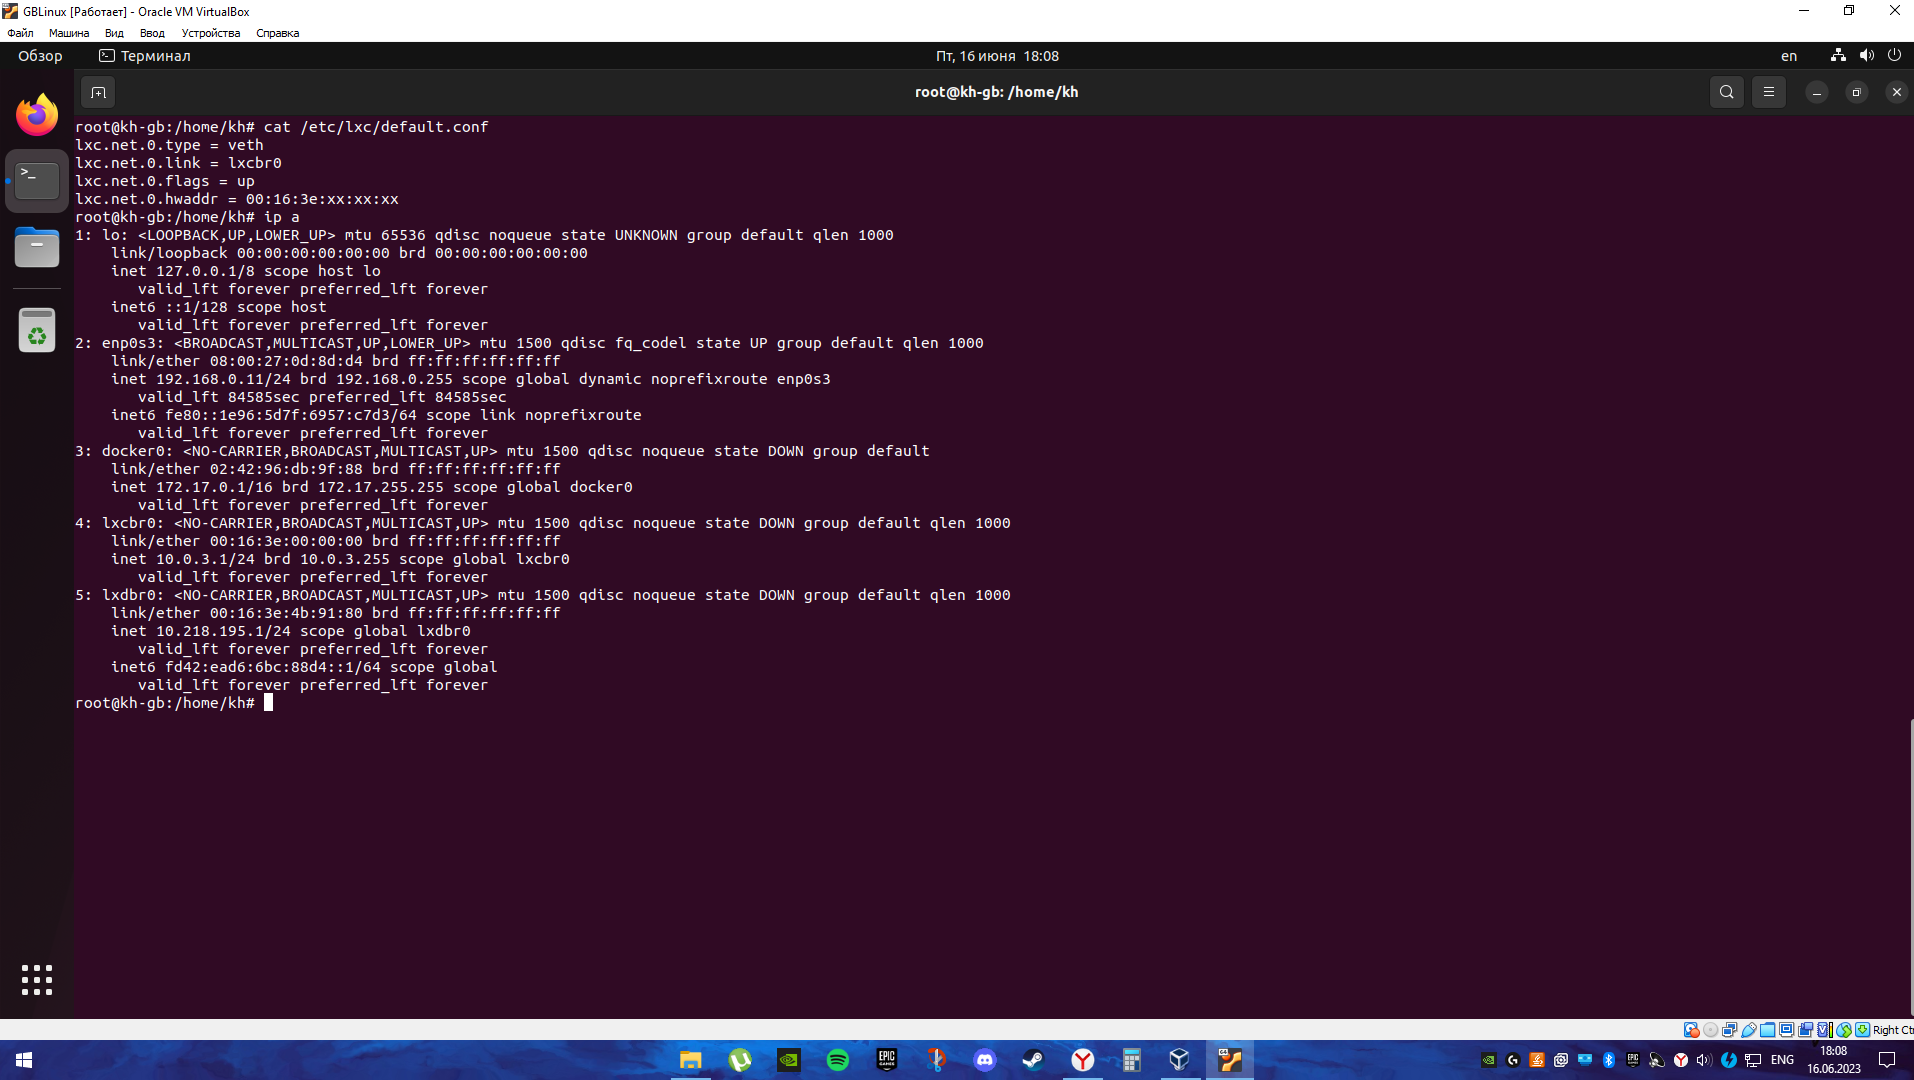 GBLinux [Работает] - Oracle VM VirtualBox
Файл Машина Вид Ввод Устройства Справка
Обзор Терминал Пт, 16 июня 18:08 en
root@kh-gb: /home/kh
root@kh-gb:/home/kh# cat /etc/lxc/default.conf
lxc.net.0.type = veth
lxc.net.0.link = lxcbr0
lxc.net.0.flags = up
lxc.net.0.hwaddr = 00:16:3e:xx:xx:xx
root@kh-gb:/home/kh# ip a
1: lo: <LOOPBACK,UP,LOWER_UP> mtu 65536 qdisc noqueue state UNKNOWN group default qlen 1000
    link/loopback 00:00:00:00:00:00 brd 00:00:00:00:00:00
    inet 127.0.0.1/8 scope host lo
       valid_lft forever preferred_lft forever
    inet6 ::1/128 scope host
       valid_lft forever preferred_lft forever
2: enp0s3: <BROADCAST,MULTICAST,UP,LOWER_UP> mtu 1500 qdisc fq_codel state UP group default qlen 1000
    link/ether 08:00:27:0d:8d:d4 brd ff:ff:ff:ff:ff:ff
    inet 192.168.0.11/24 brd 192.168.0.255 scope global dynamic noprefixroute enp0s3
       valid_lft 84585sec preferred_lft 84585sec
    inet6 fe80::1e96:5d7f:6957:c7d3/64 scope link noprefixroute
       valid_lft forever preferred_lft forever
3: docker0: <NO-CARRIER,BROADCAST,MULTICAST,UP> mtu 1500 qdisc noqueue state DOWN group default
    link/ether 02:42:96:db:9f:88 brd ff:ff:ff:ff:ff:ff
    inet 172.17.0.1/16 brd 172.17.255.255 scope global docker0
       valid_lft forever preferred_lft forever
4: lxcbr0: <NO-CARRIER,BROADCAST,MULTICAST,UP> mtu 1500 qdisc noqueue state DOWN group default qlen 1000
    link/ether 00:16:3e:00:00:00 brd ff:ff:ff:ff:ff:ff
    inet 10.0.3.1/24 brd 10.0.3.255 scope global lxcbr0
       valid_lft forever preferred_lft forever
5: lxdbr0: <NO-CARRIER,BROADCAST,MULTICAST,UP> mtu 1500 qdisc noqueue state DOWN group default qlen 1000
    link/ether 00:16:3e:4b:91:80 brd ff:ff:ff:ff:ff:ff
    inet 10.218.195.1/24 scope global lxdbr0
       valid_lft forever preferred_lft forever
    inet6 fd42:ead6:6bc:88d4::1/64 scope global
       valid_lft forever preferred_lft forever
root@kh-gb:/home/kh#
Right Ctr
EPIC GAMES
ENG
18:08
16.06.2023